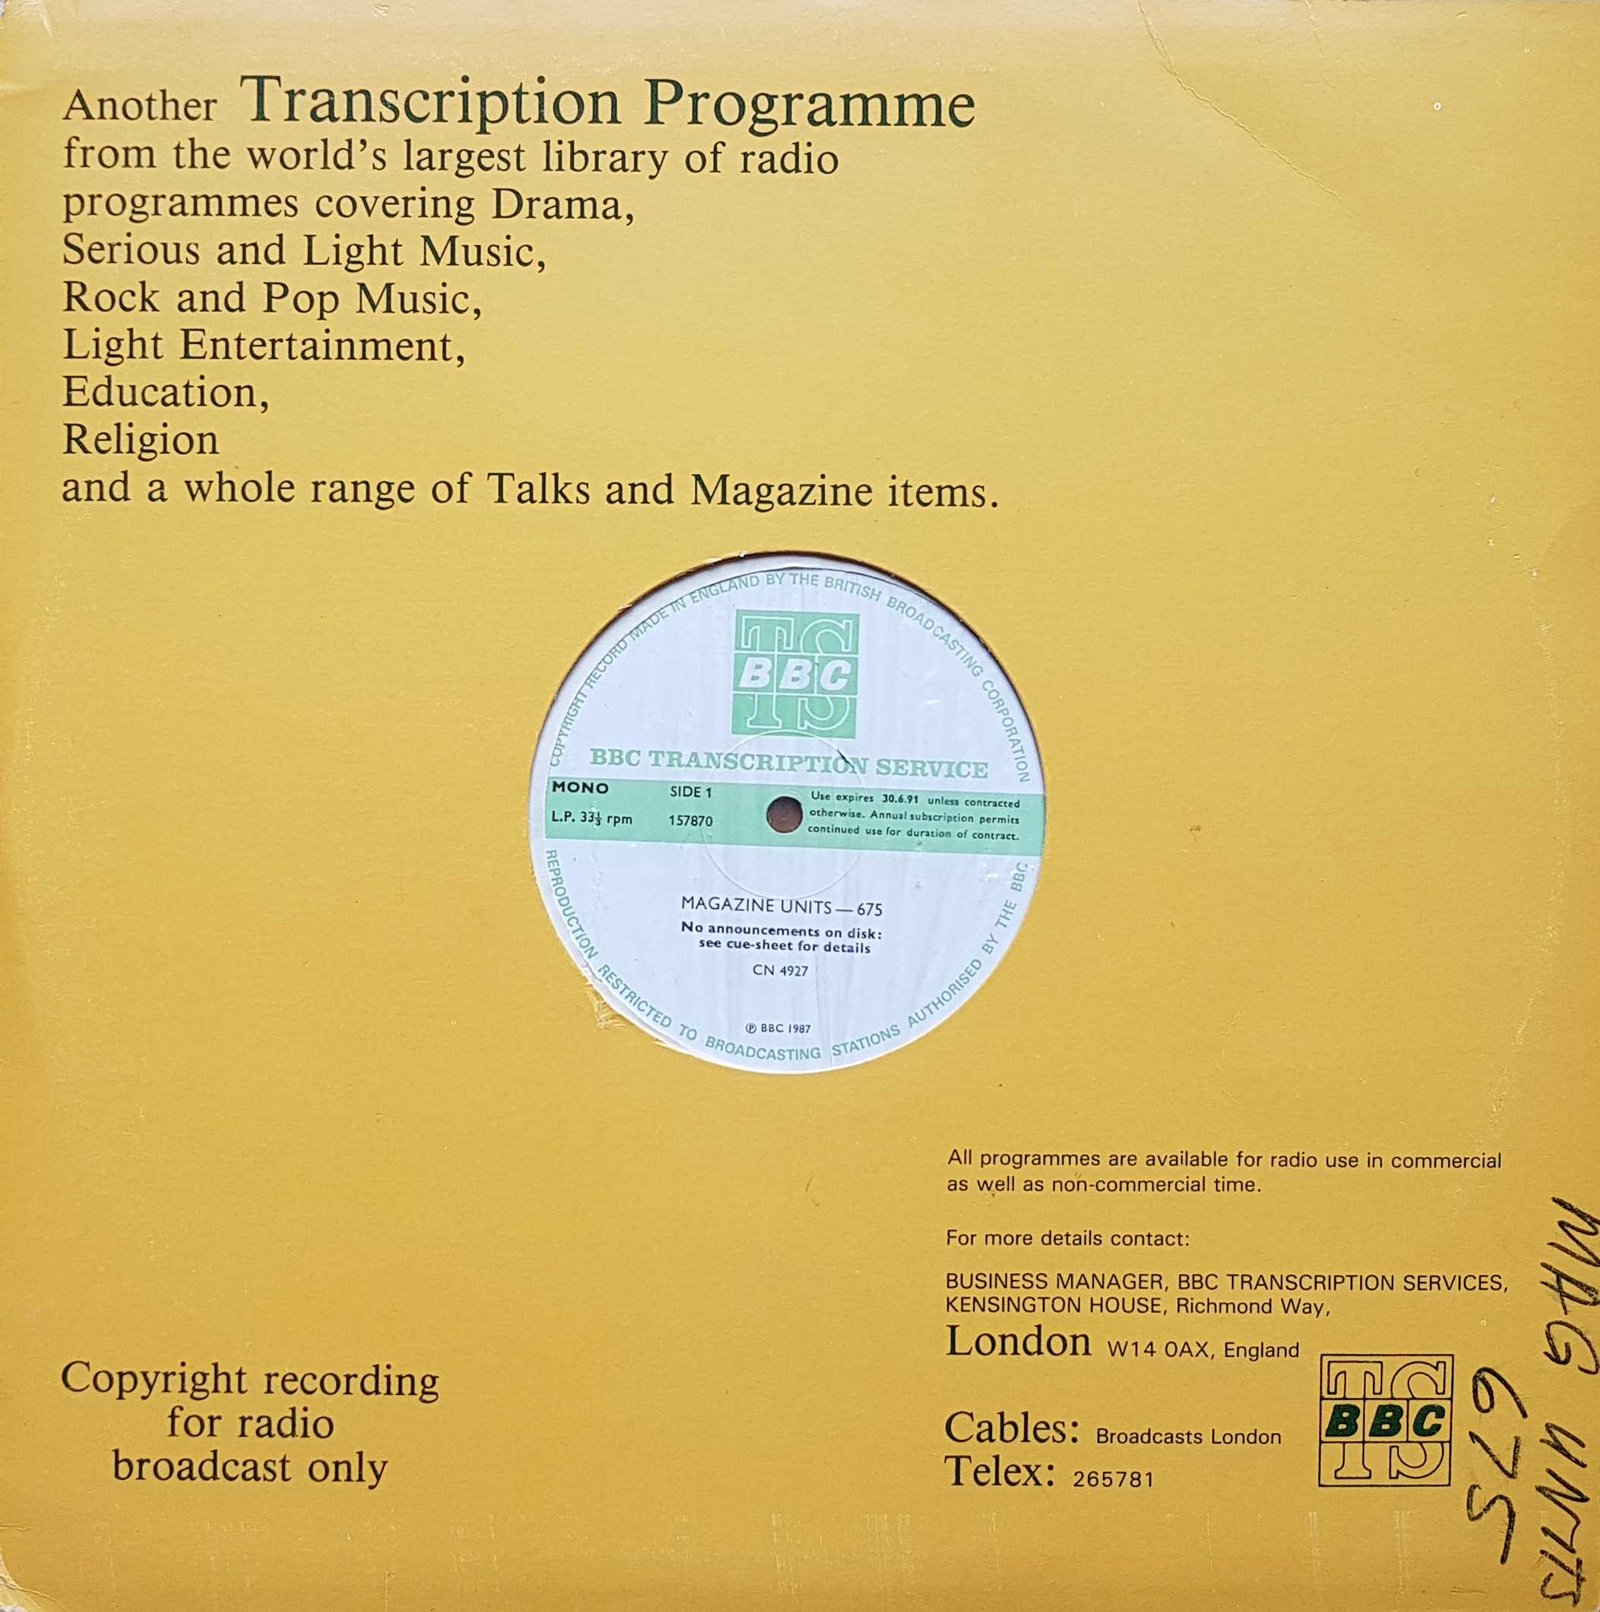 Another Transcription Programme
from the world's largest library of radio
programmes covering Drama,
Serious and Light Music,
Rock and Pop Music,
Light Entertainment,
Education,
Religion
and a whole range of Talks and Magazine items.
COPYRIGHT RECORD MADE IN ENGLAND BY THE BRITISH BROADCASTING CORPORATION
TS
BBC
TS
BBC TRANSCRIPTION SERVICE
MONO SIDE 1
L.P. 33⅓ rpm 157870
Use expires 30.6.91 unless contracted
otherwise. Annual subscription permits
continued use for duration of contract.
MAGAZINE UNITS — 675
No announcements on disk:
see cue-sheet for details
CN 4927
℗ BBC 1987
REPRODUCTION RESTRICTED TO BROADCASTING STATIONS AUTHORISED BY THE BBC
All programmes are available for radio use in commercial
as well as non-commercial time.
For more details contact:
BUSINESS MANAGER, BBC TRANSCRIPTION SERVICES,
KENSINGTON HOUSE, Richmond Way,
London W14 0AX, England
Cables: Broadcasts London
Telex: 265781
TS
BBC
TS
Copyright recording
for radio
broadcast only
MAG UNITS
675